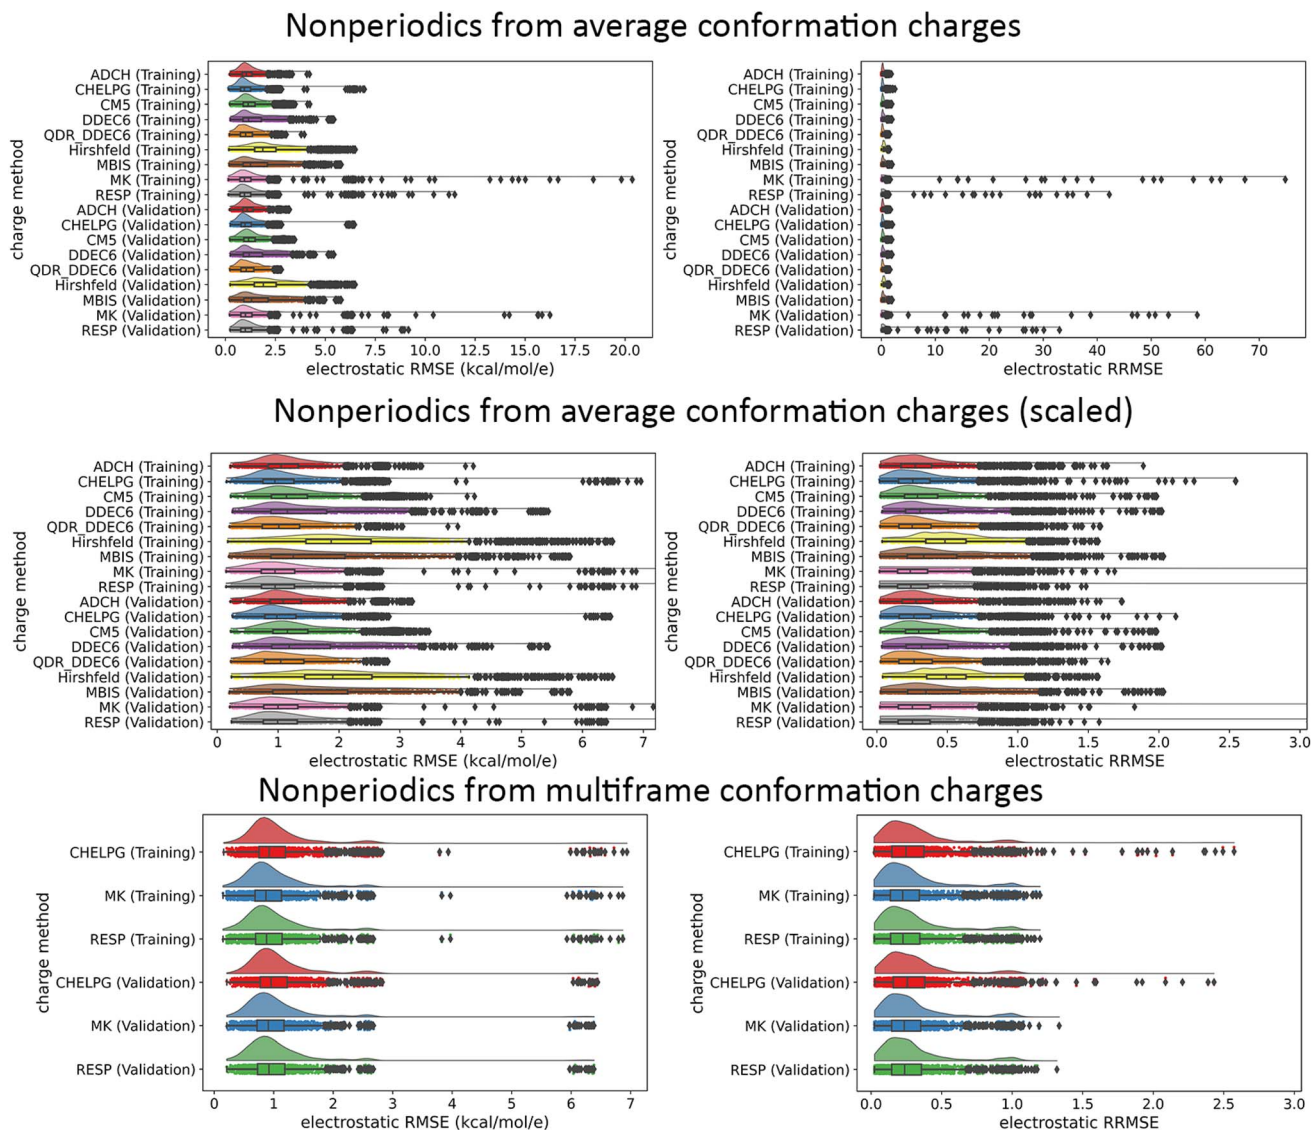 Nonperiodics from average conformation charges
charge method
ADCH (Training)
CHELPG (Training)
CM5 (Training)
DDEC6 (Training)
QDR_DDEC6 (Training)
Hirshfeld (Training)
MBIS (Training)
MK (Training)
RESP (Training)
ADCH (Validation)
CHELPG (Validation)
CM5 (Validation)
DDEC6 (Validation)
QDR_DDEC6 (Validation)
Hirshfeld (Validation)
MBIS (Validation)
MK (Validation)
RESP (Validation)
0.0 2.5 5.0 7.5 10.0 12.5 15.0 17.5 20.0
electrostatic RMSE (kcal/mol/e)
charge method
ADCH (Training)
CHELPG (Training)
CM5 (Training)
DDEC6 (Training)
QDR_DDEC6 (Training)
Hirshfeld (Training)
MBIS (Training)
MK (Training)
RESP (Training)
ADCH (Validation)
CHELPG (Validation)
CM5 (Validation)
DDEC6 (Validation)
QDR_DDEC6 (Validation)
Hirshfeld (Validation)
MBIS (Validation)
MK (Validation)
RESP (Validation)
0 10 20 30 40 50 60 70
electrostatic RRMSE
Nonperiodics from average conformation charges (scaled)
charge method
ADCH (Training)
CHELPG (Training)
CM5 (Training)
DDEC6 (Training)
QDR_DDEC6 (Training)
Hirshfeld (Training)
MBIS (Training)
MK (Training)
RESP (Training)
ADCH (Validation)
CHELPG (Validation)
CM5 (Validation)
DDEC6 (Validation)
QDR_DDEC6 (Validation)
Hirshfeld (Validation)
MBIS (Validation)
MK (Validation)
RESP (Validation)
0 1 2 3 4 5 6 7
electrostatic RMSE (kcal/mol/e)
charge method
ADCH (Training)
CHELPG (Training)
CM5 (Training)
DDEC6 (Training)
QDR_DDEC6 (Training)
Hirshfeld (Training)
MBIS (Training)
MK (Training)
RESP (Training)
ADCH (Validation)
CHELPG (Validation)
CM5 (Validation)
DDEC6 (Validation)
QDR_DDEC6 (Validation)
Hirshfeld (Validation)
MBIS (Validation)
MK (Validation)
RESP (Validation)
0.0 0.5 1.0 1.5 2.0 2.5 3.0
electrostatic RRMSE
Nonperiodics from multiframe conformation charges
charge method
CHELPG (Training)
MK (Training)
RESP (Training)
CHELPG (Validation)
MK (Validation)
RESP (Validation)
0 1 2 3 4 5 6 7
electrostatic RMSE (kcal/mol/e)
charge method
CHELPG (Training)
MK (Training)
RESP (Training)
CHELPG (Validation)
MK (Validation)
RESP (Validation)
0.0 0.5 1.0 1.5 2.0 2.5 3.0
electrostatic RRMSE